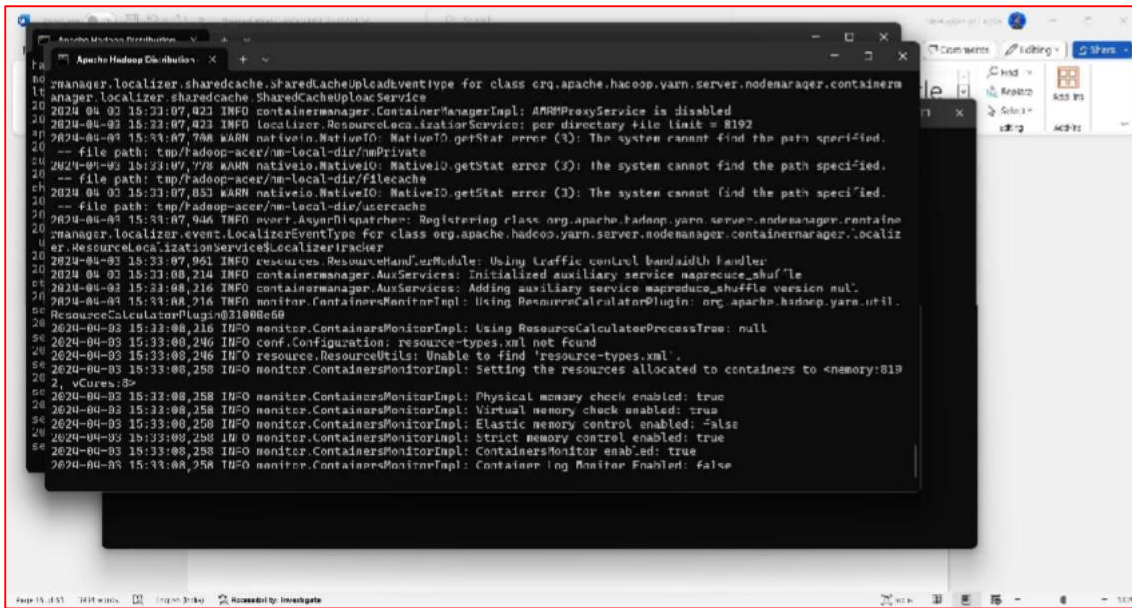 Comments
Editing
Share
Apache Hadoop Distribution
Apache Hadoop Distribution
Find
Replace
Select
Editing
Add-ins
Add-ins
rmanager.localizer.sharedcache.SharedCacheUploadEventType for class org.apache.hadoop.yarn.server.nodemanager.containerm
anager.localizer.sharedcache.SharedCacheUploadService
2024-04-03 15:33:07,423 INFO containermanager.ContainerManagerImpl: AMRMProxyService is disabled
2024-04-03 15:33:07,423 INFO localizer.ResourceLocalizationService: per directory file limit = 8192
2024-04-03 15:33:07,708 WARN nativeio.NativeIO: NativeIO.getStat error (3): The system cannot find the path specified.
-- file path: tmp/hadoop-acer/nm-local-dir/nmPrivate
2024-04-03 15:33:07,778 WARN nativeio.NativeIO: NativeIO.getStat error (3): The system cannot find the path specified.
-- file path: tmp/hadoop-acer/nm-local-dir/filecache
2024-04-03 15:33:07,853 WARN nativeio.NativeIO: NativeIO.getStat error (3): The system cannot find the path specified.
-- file path: tmp/hadoop-acer/nm-local-dir/usercache
2024-04-03 15:33:07,946 INFO event.AsyncDispatcher: Registering class org.apache.hadoop.yarn.server.nodemanager.containe
rmanager.localizer.event.LocalizerEventType for class org.apache.hadoop.yarn.server.nodemanager.containermanager.localiz
er.ResourceLocalizationService$LocalizerTracker
2024-04-03 15:33:07,961 INFO resources.ResourceHandlerModule: Using traffic control bandwidth handler
2024-04-03 15:33:08,214 INFO containermanager.AuxServices: Initialized auxiliary service mapreduce_shuffle
2024-04-03 15:33:08,216 INFO containermanager.AuxServices: Adding auxiliary service mapreduce_shuffle version null
2024-04-03 15:33:08,216 INFO monitor.ContainersMonitorImpl: Using ResourceCalculatorPlugin: org.apache.hadoop.yarn.util.
ResourceCalculatorPlugin@31000e60
2024-04-03 15:33:08,216 INFO monitor.ContainersMonitorImpl: Using ResourceCalculatorProcessTree: null
2024-04-03 15:33:08,246 INFO conf.Configuration: resource-types.xml not found
2024-04-03 15:33:08,246 INFO resource.ResourceUtils: Unable to find 'resource-types.xml'.
2024-04-03 15:33:08,258 INFO monitor.ContainersMonitorImpl: Setting the resources allocated to containers to <memory:819
2, vCores:8>
2024-04-03 15:33:08,258 INFO monitor.ContainersMonitorImpl: Physical memory check enabled: true
2024-04-03 15:33:08,258 INFO monitor.ContainersMonitorImpl: Virtual memory check enabled: true
2024-04-03 15:33:08,258 INFO monitor.ContainersMonitorImpl: Elastic memory control enabled: false
2024-04-03 15:33:08,258 INFO monitor.ContainersMonitorImpl: Strict memory control enabled: true
2024-04-03 15:33:08,258 INFO monitor.ContainersMonitorImpl: ContainersMonitor enabled: true
2024-04-03 15:33:08,258 INFO monitor.ContainersMonitorImpl: Container Log Monitor Enabled: false
English (India) Accessibility: Investigate